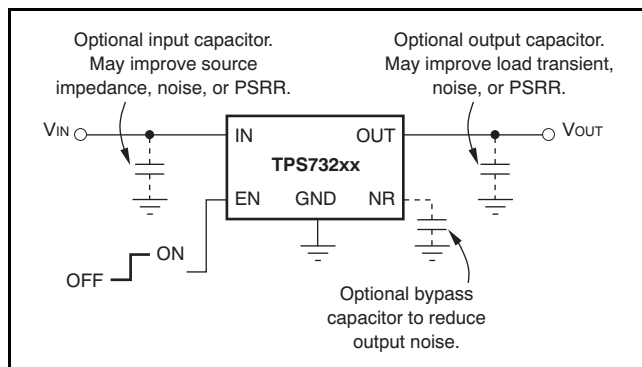 Optional input capacitor.
May improve source
impedance, noise, or PSRR.
Optional output capacitor.
May improve load transient,
noise, or PSRR.
VIN
IN
OUT
VOUT
TPS732xx
EN
GND
NR
ON
OFF
Optional bypass
capacitor to reduce
output noise.